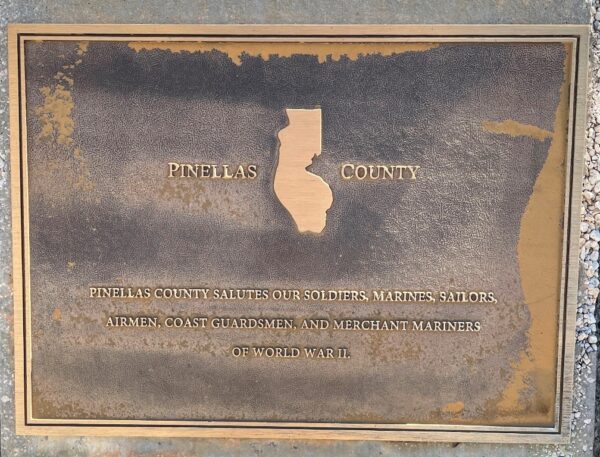 PINELLAS COUNTY
PINELLAS COUNTY SALUTES OUR SOLDIERS, MARINES, SAILORS,
AIRMEN, COAST GUARDSMEN, AND MERCHANT MARINERS
OF WORLD WAR II.